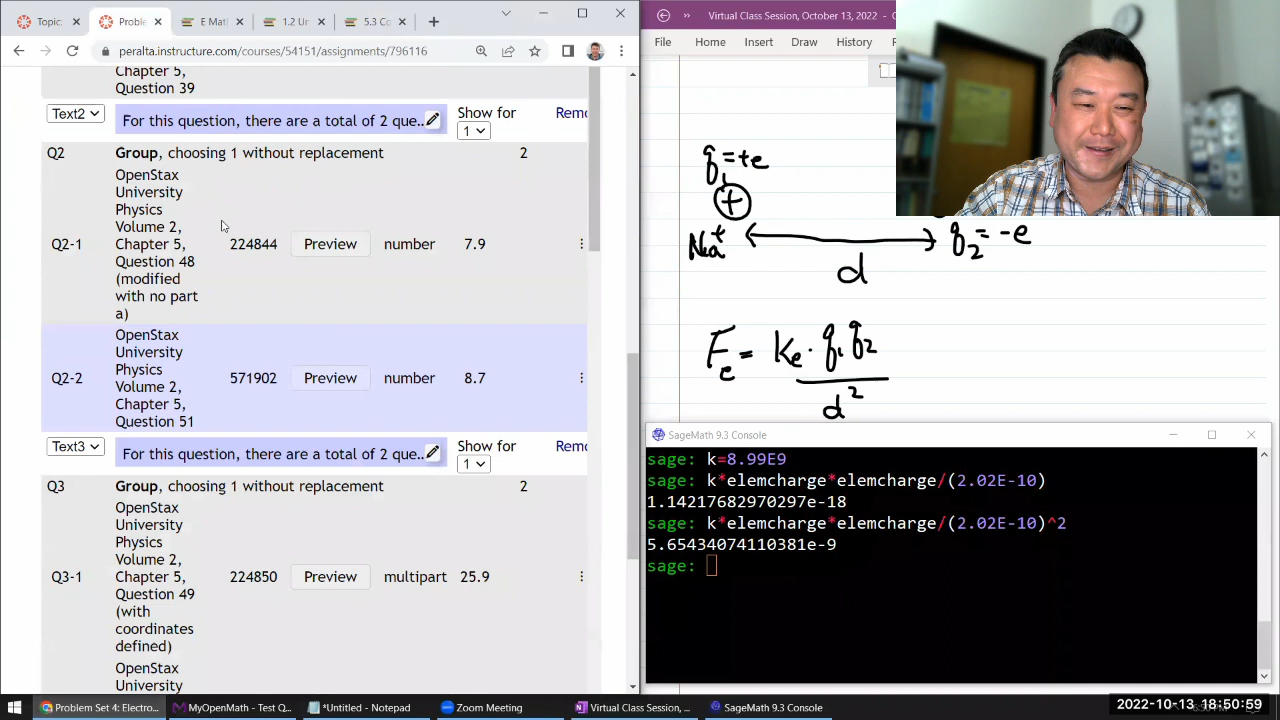 Topic:
Proble
E Mat
1.2 Un
5.3 Co
peralta.instructure.com/courses/54151/assignments/796116
Chapter 5,
Question 39
Text2
For this question, there are a total of 2 que...
Show for
1
Remo
Q2
Group, choosing 1 without replacement
2
Q2-1
OpenStax
University
Physics
Volume 2,
Chapter 5,
Question 48
(modified
with no part
a)
224844
Preview
number
7.9
Q2-2
OpenStax
University
Physics
Volume 2,
Chapter 5,
Question 51
571902
Preview
number
8.7
Text3
For this question, there are a total of 2 que...
Show for
1
Remo
Q3
Group, choosing 1 without replacement
2
Q3-1
OpenStax
University
Physics
Volume 2,
Chapter 5,
Question 49
(with
coordinates
defined)
224850
Preview
multipart
25.9
OpenStax
University
Virtual Class Session, October 13, 2022
File
Home
Insert
Draw
History
q1 = +e
+
Na+
d
q2 = -e
Fe = ke · q1 q2
d2
SageMath 9.3 Console
sage: k=8.99E9
sage: k*elemcharge*elemcharge/(2.02E-10)
1.14217682970297e-18
sage: k*elemcharge*elemcharge/(2.02E-10)^2
5.65434074110381e-9
sage:
Problem Set 4: Electro...
MyOpenMath - Test Q...
*Untitled - Notepad
Zoom Meeting
Virtual Class Session, ...
SageMath 9.3 Console
2022-10-13 18:50:59